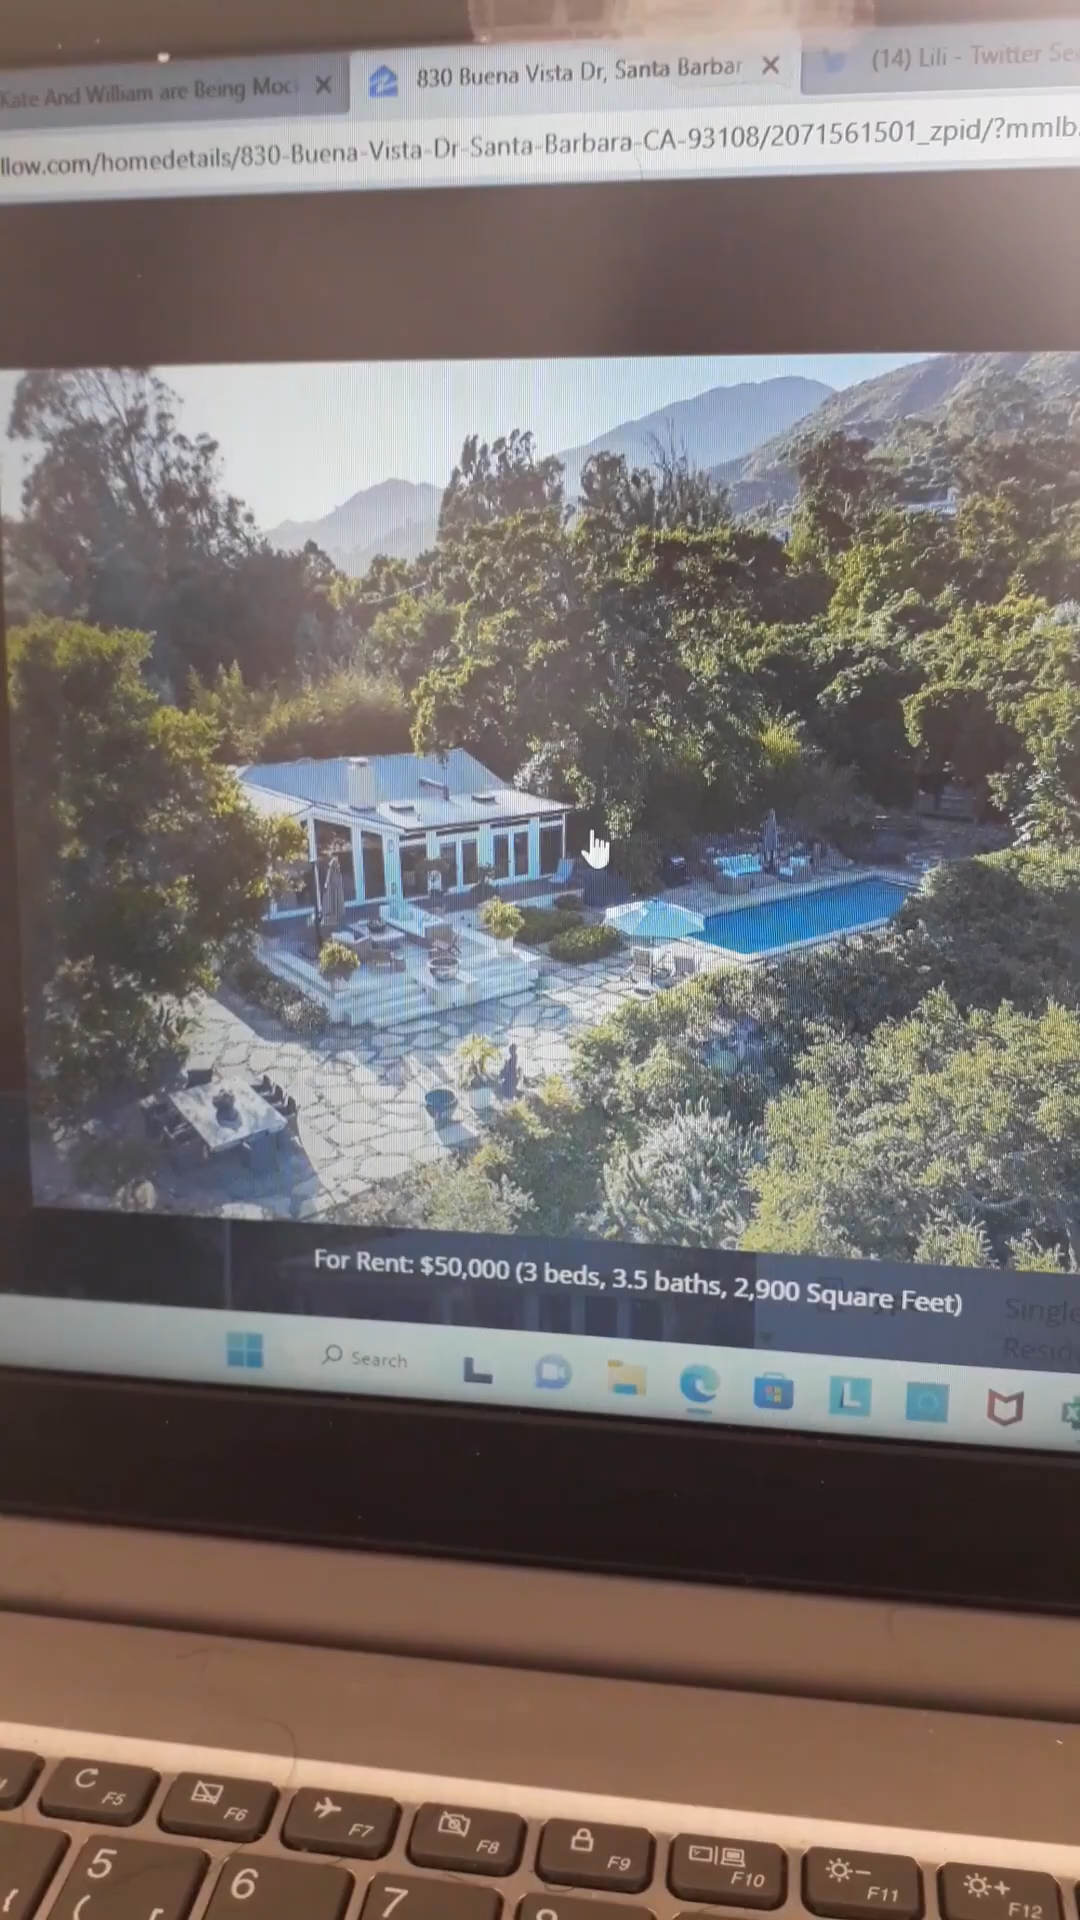 Kate And William are Being Moc
830 Buena Vista Dr, Santa Barbar
(14) Lili - Twitter Se
llow.com/homedetails/830-Buena-Vista-Dr-Santa-Barbara-CA-93108/2071561501_zpid/?mmlb
For Rent: $50,000 (3 beds, 3.5 baths, 2,900 Square Feet)
Single
Resid
Search
F5
F6
F7
F8
F9
F10
F11
F12
5
6
7